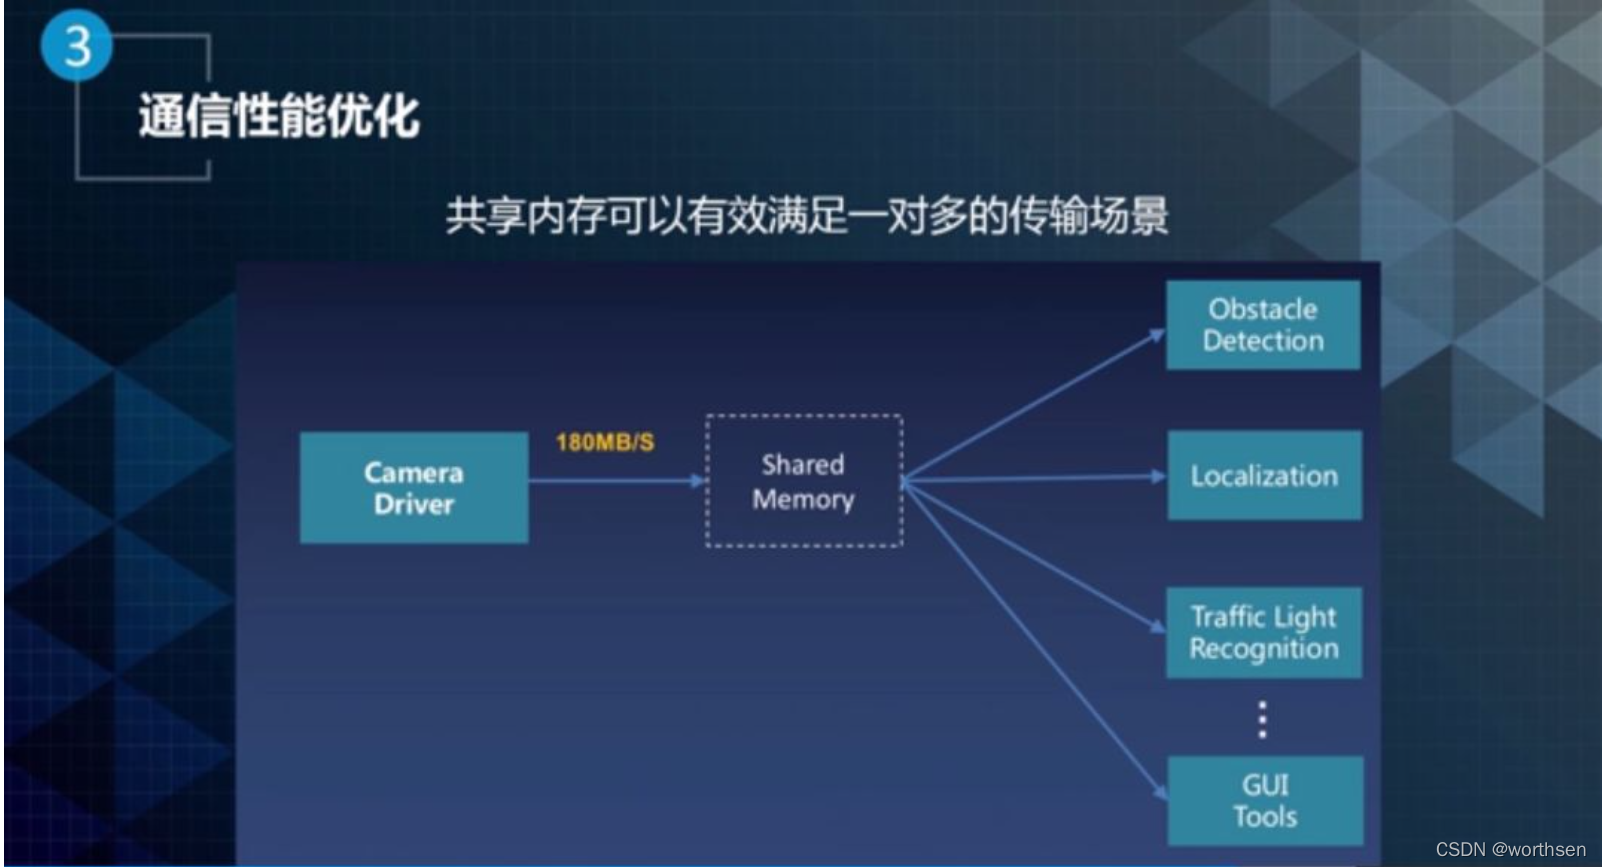 3
通信性能优化
共享内存可以有效满足一对多的传输场景
Obstacle
Detection
180MB/S
Camera
Driver
Shared
Memory
Localization
Traffic Light
Recognition
GUI
Tools
CSDN @worthsen